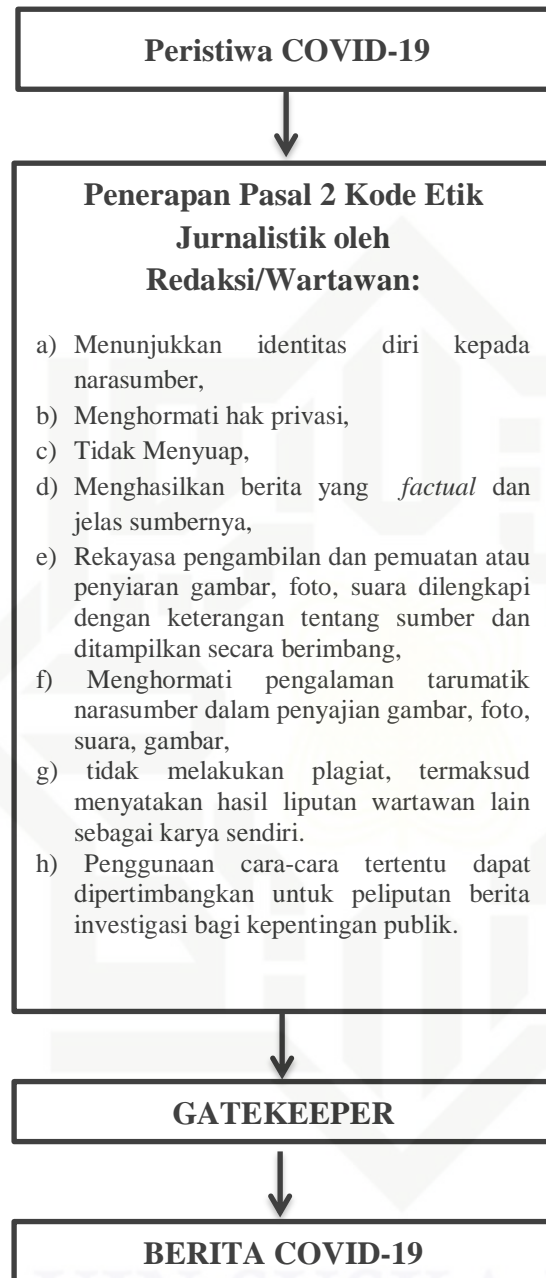 Peristiwa COVID-19
Penerapan Pasal 2 Kode Etik
Jurnalistik oleh
Redaksi/Wartawan:
a) Menunjukkan identitas diri kepada
narasumber,
b) Menghormati hak privasi,
c) Tidak Menyuap,
d) Menghasilkan berita yang factual dan
jelas sumbernya,
e) Rekayasa pengambilan dan pemuatan atau
penyiaran gambar, foto, suara dilengkapi
dengan keterangan tentang sumber dan
ditampilkan secara berimbang,
f) Menghormati pengalaman tarumatik
narasumber dalam penyajian gambar, foto,
suara, gambar,
g) tidak melakukan plagiat, termaksud
menyatakan hasil liputan wartawan lain
sebagai karya sendiri.
h) Penggunaan cara-cara tertentu dapat
dipertimbangkan untuk peliputan berita
investigasi bagi kepentingan publik.
GATEKEEPER
BERITA COVID-19